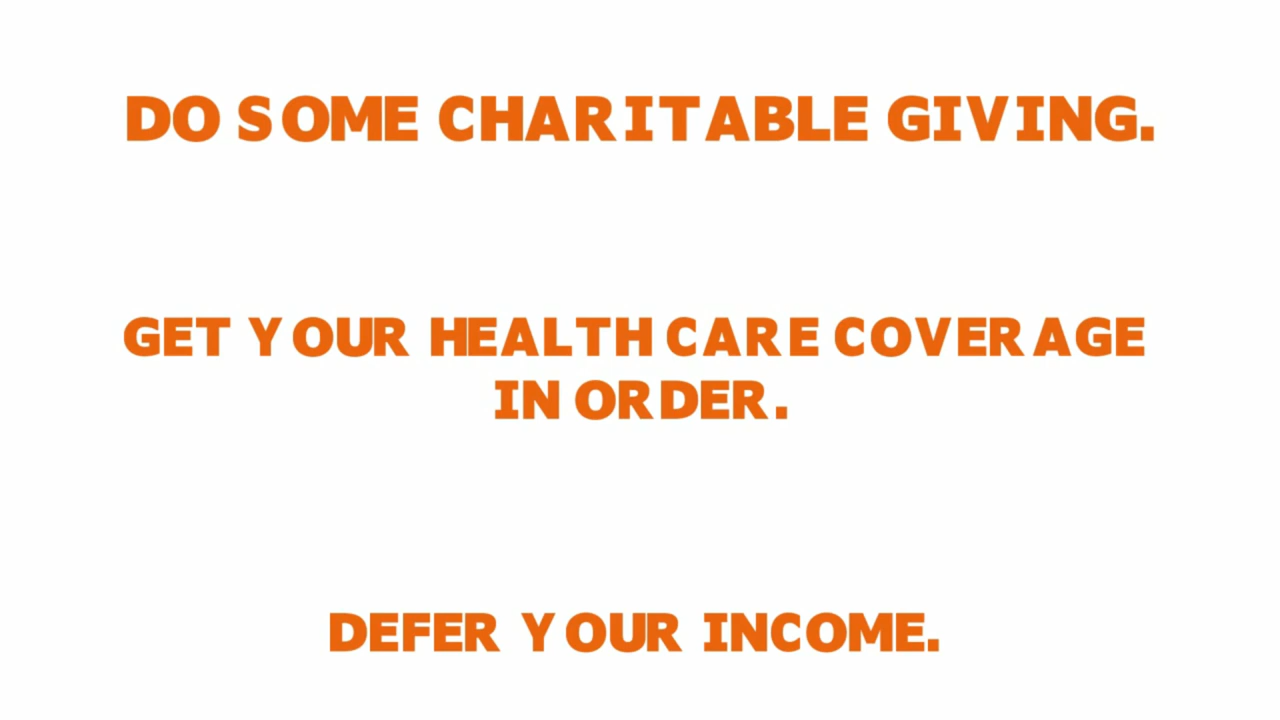 DO SOME CHARITABLE GIVING.
GET YOUR HEALTH CARE COVERAGE
IN ORDER.
DEFER YOUR INCOME.